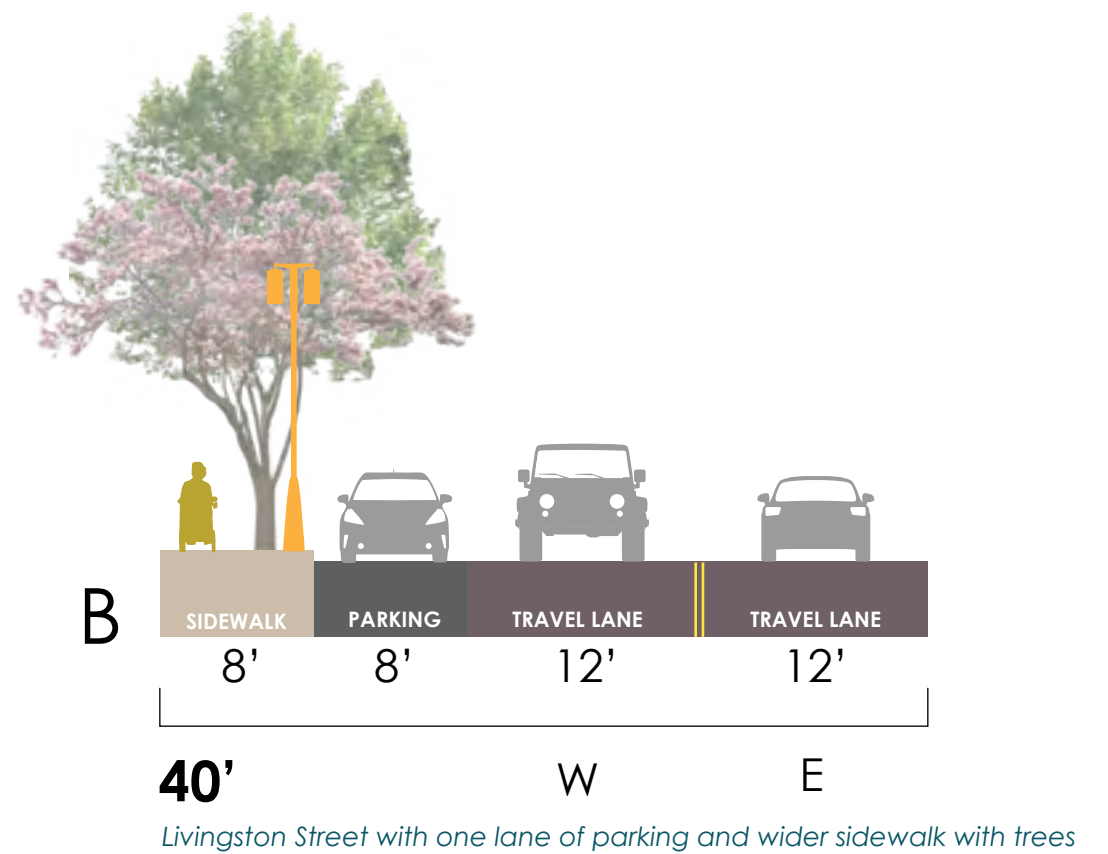 B
SIDEWALK PARKING TRAVEL LANE TRAVEL LANE
8’ 8’ 12’ 12’
40’ W E
Livingston Street with one lane of parking and wider sidewalk with trees